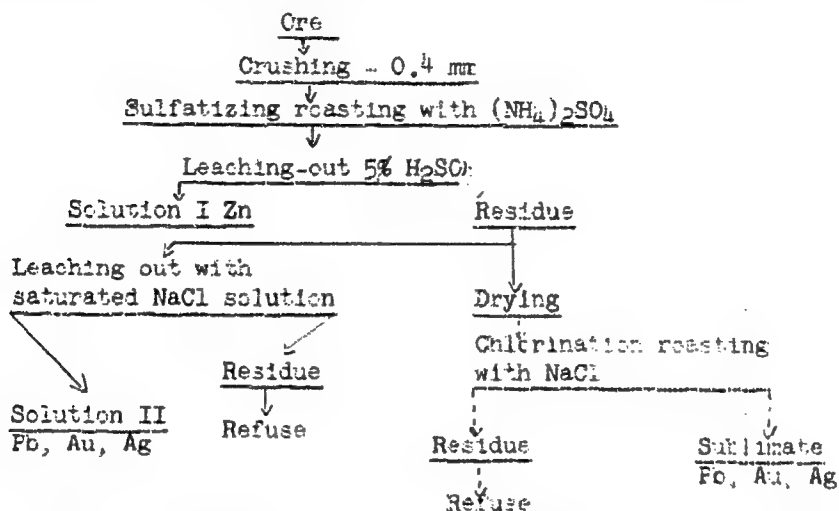 Ore
Crushing - 0.4 mm
Sulfatizing roasting with (NH4)2SO4
Leaching-out 5% H2SO4
Solution I Zn
Residue
Leaching out with
saturated NaCl solution
Drying
Chlorination roasting
with NaCl
Residue
Refuse
Solution II
Pb, Au, Ag
Residue
Refuse
Sublimate
Pb, Au, Ag